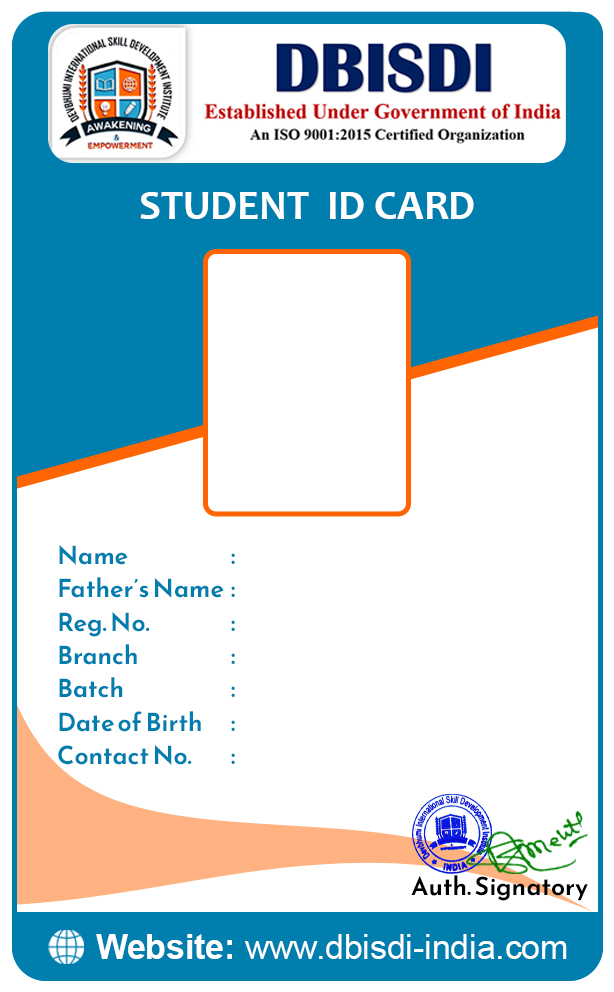 DEVBHUMI INTERNATIONAL SKILL DEVELOPMENT INSTITUTE
AWAKENING
&
EMPOWERMENT
DBISDI
Established Under Government of India
An ISO 9001:2015 Certified Organization
STUDENT ID CARD
Name :
Father's Name :
Reg. No. :
Branch :
Batch :
Date of Birth :
Contact No. :
Devbhumi International Skill Development Institute
INDIA
Auth. Signatory
Website: www.dbisdi-india.com